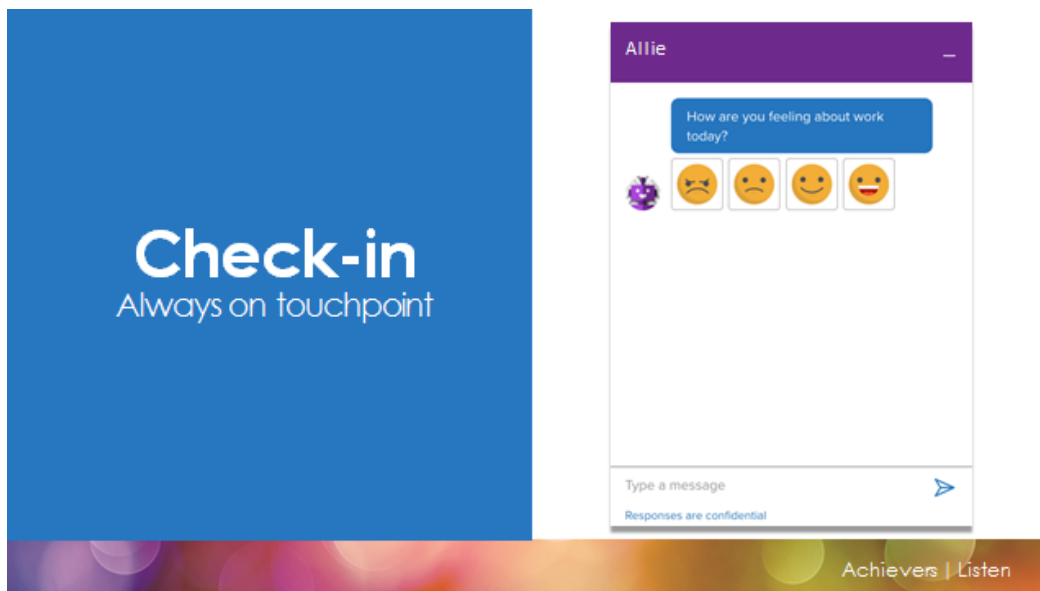 Check-in
Always on touchpoint
Allie
How are you feeling about work
today?
Type a message
Responses are confidential
Achievers | Listen